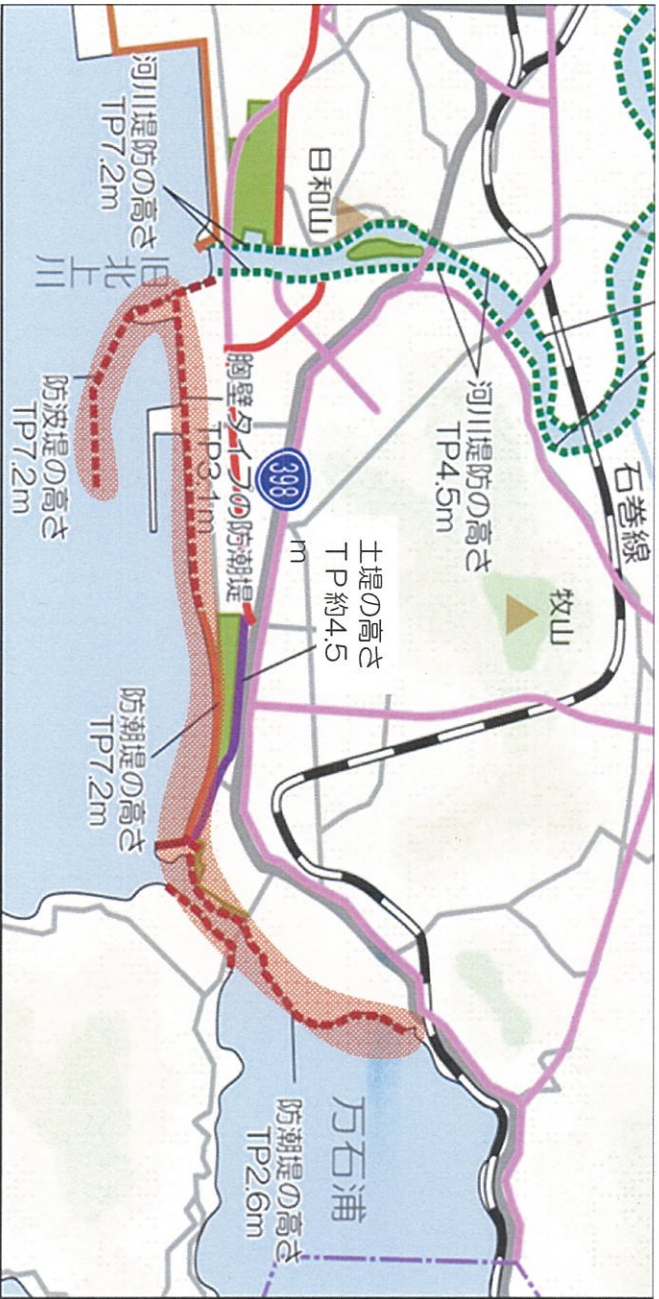 石巻線
牧山
河川堤防の高さ
TP4.5m
土堤の高さ
TP約4.5
m
万石浦
日和山
398
防潮堤の高さ
TP2.6m
胸壁タイプの防潮堤
TP3.1m
河川堤防の高さ
TP7.2m
旧北上川
防潮堤の高さ
TP7.2m
防波堤の高さ
TP7.2m